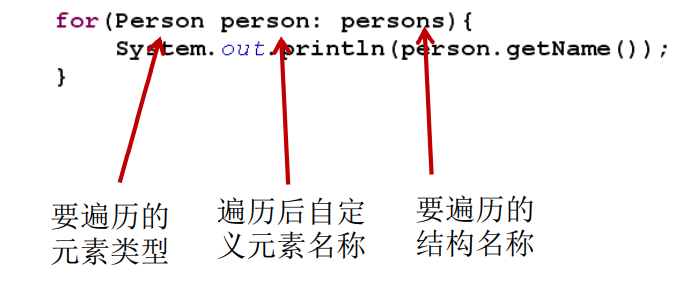 for(Person person: persons){
System.out.println(person.getName());
}
要遍历的
元素类型
遍历后自定
义元素名称
要遍历的
结构名称